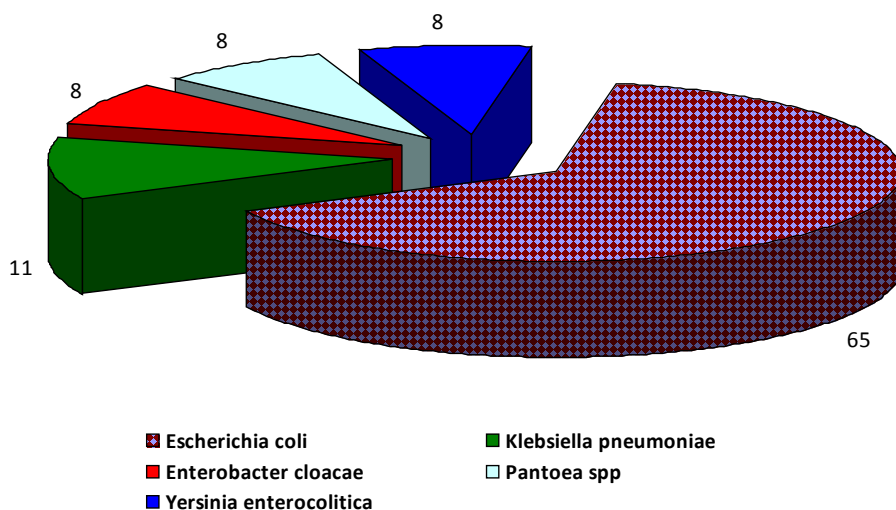 8
8
8
11
65
Escherichia coli
Klebsiella pneumoniae
Enterobacter cloacae
Pantoea spp
Yersinia enterocolitica